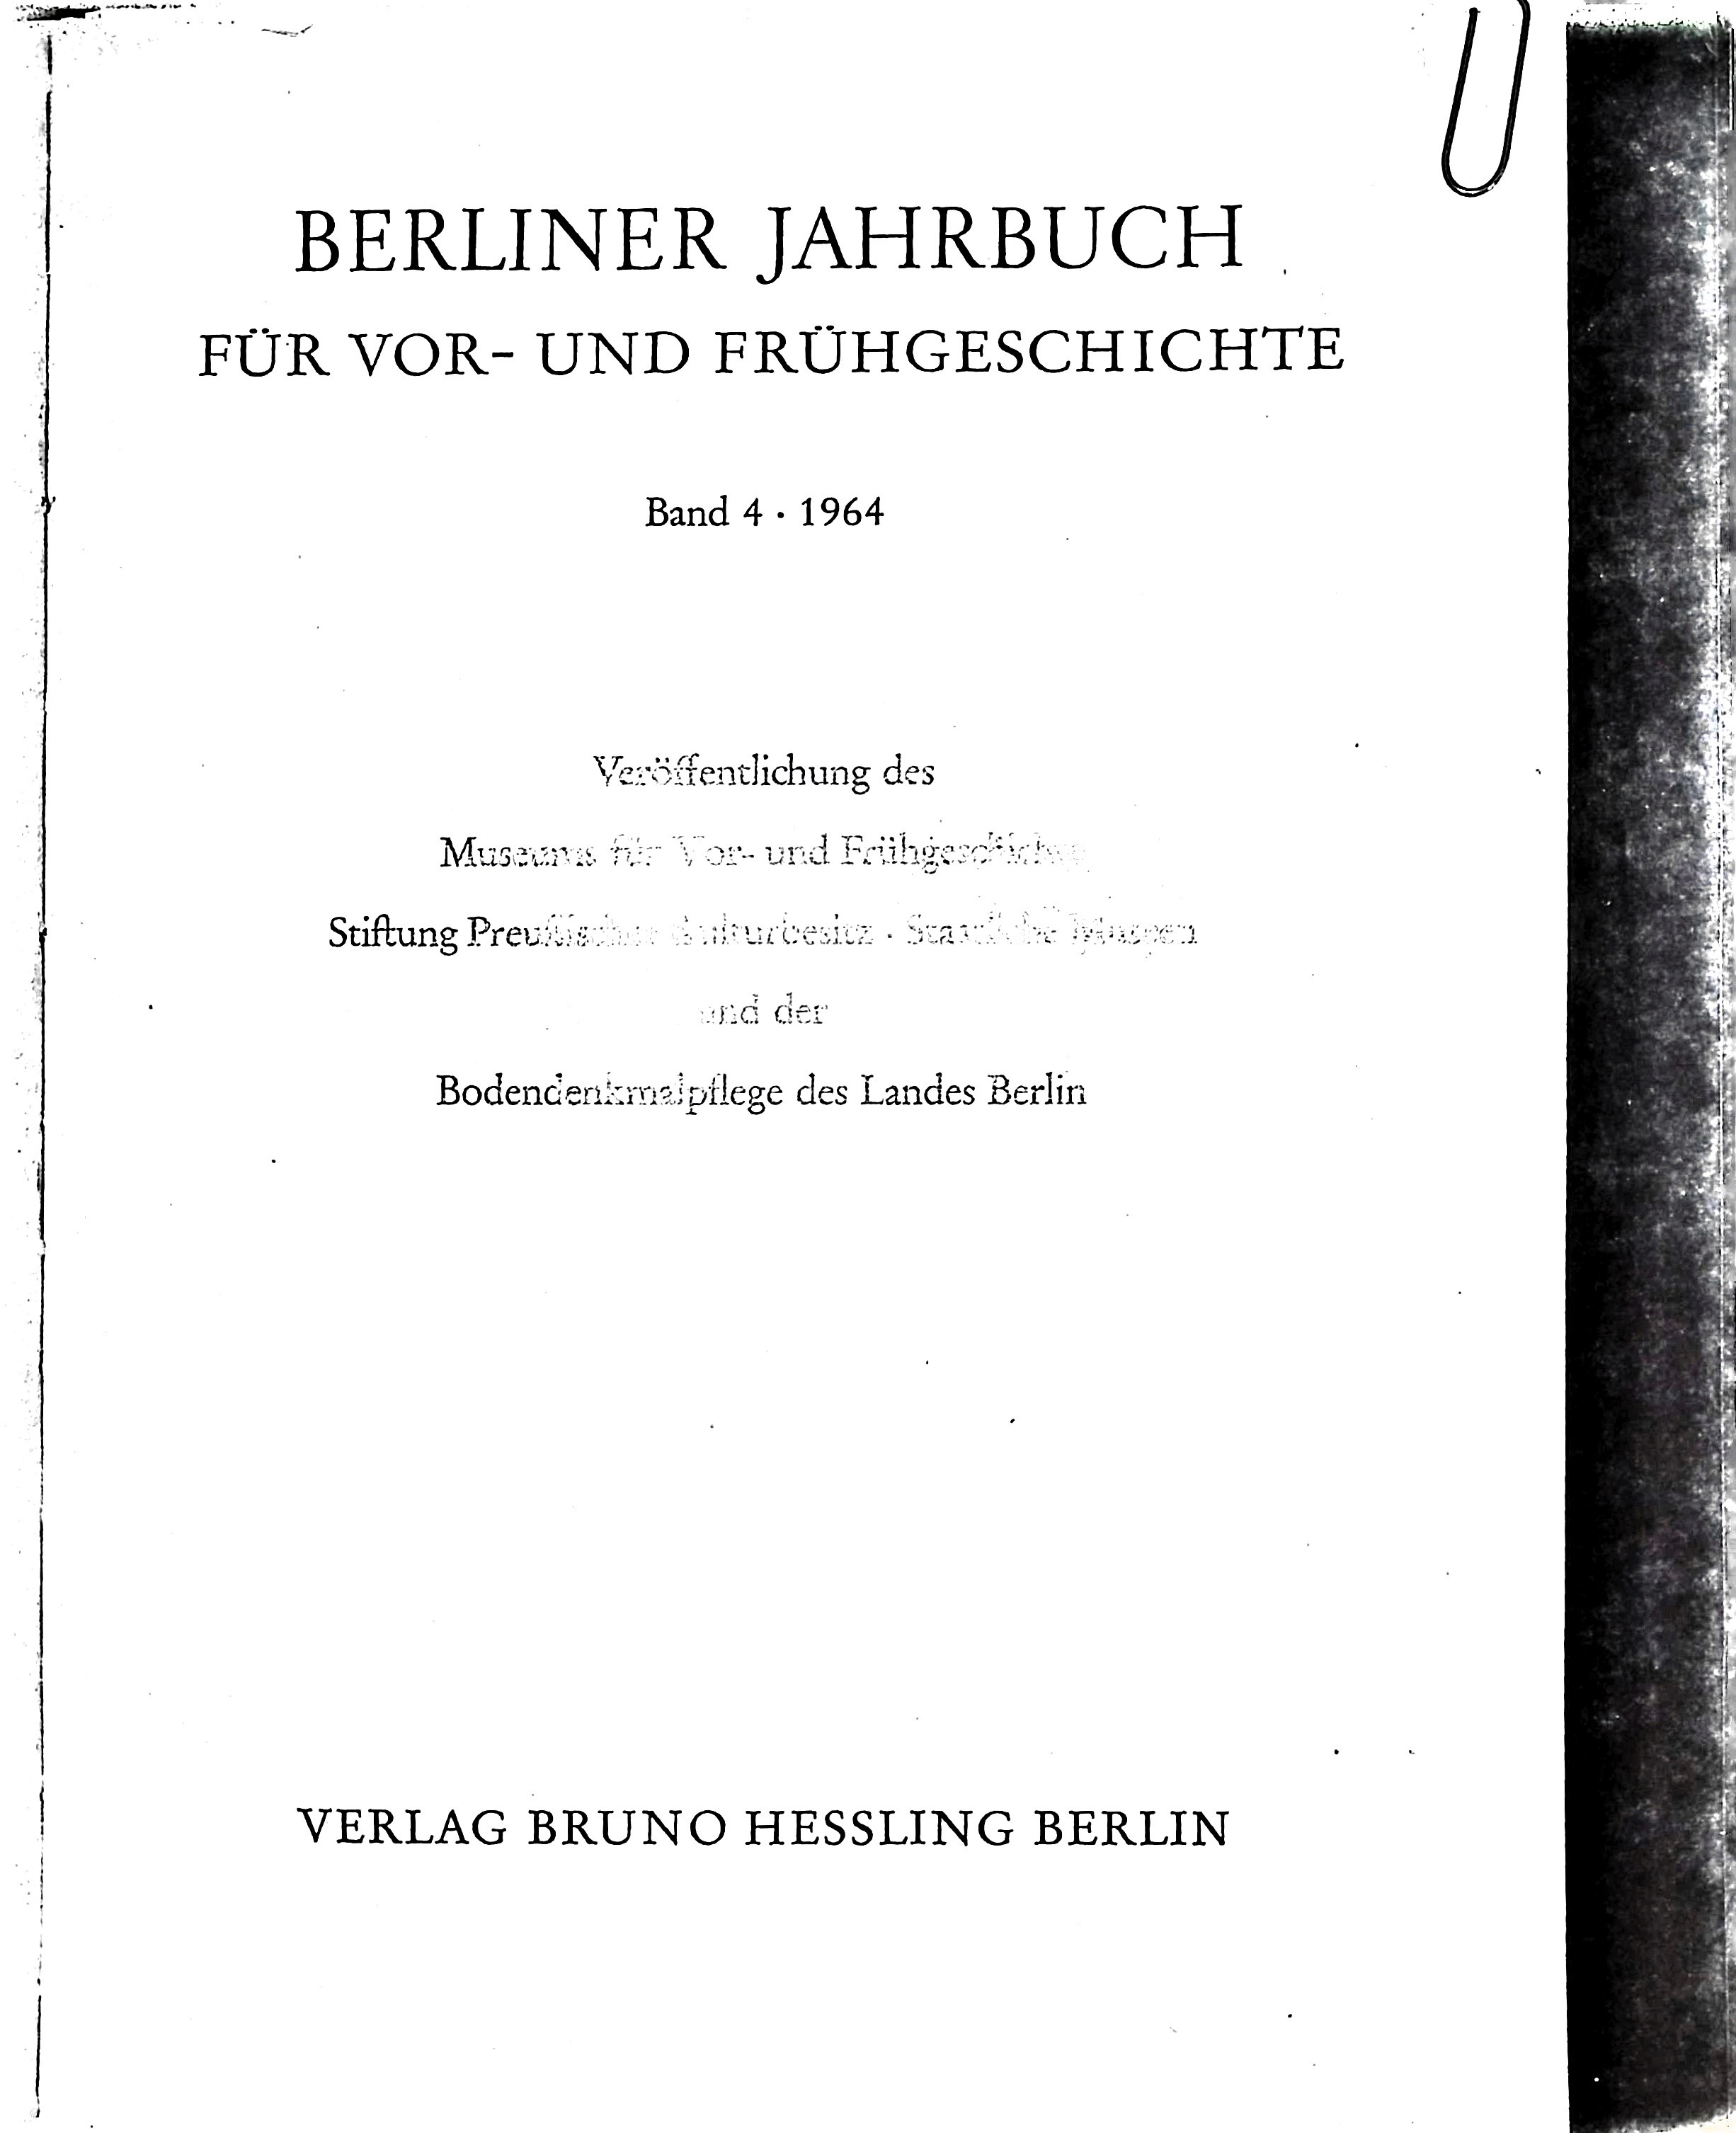 BERLINER JAHRBUCH
FÜR VOR- UND FRÜHGESCHICHTE
Band 4 · 1964
Veröffentlichung des
Museums für Vor- und Frühgeschichte
Stiftung Preußischer Kulturbesitz · Staatliche Museen
und der
Bodendenkmalpflege des Landes Berlin
VERLAG BRUNO HESSLING BERLIN